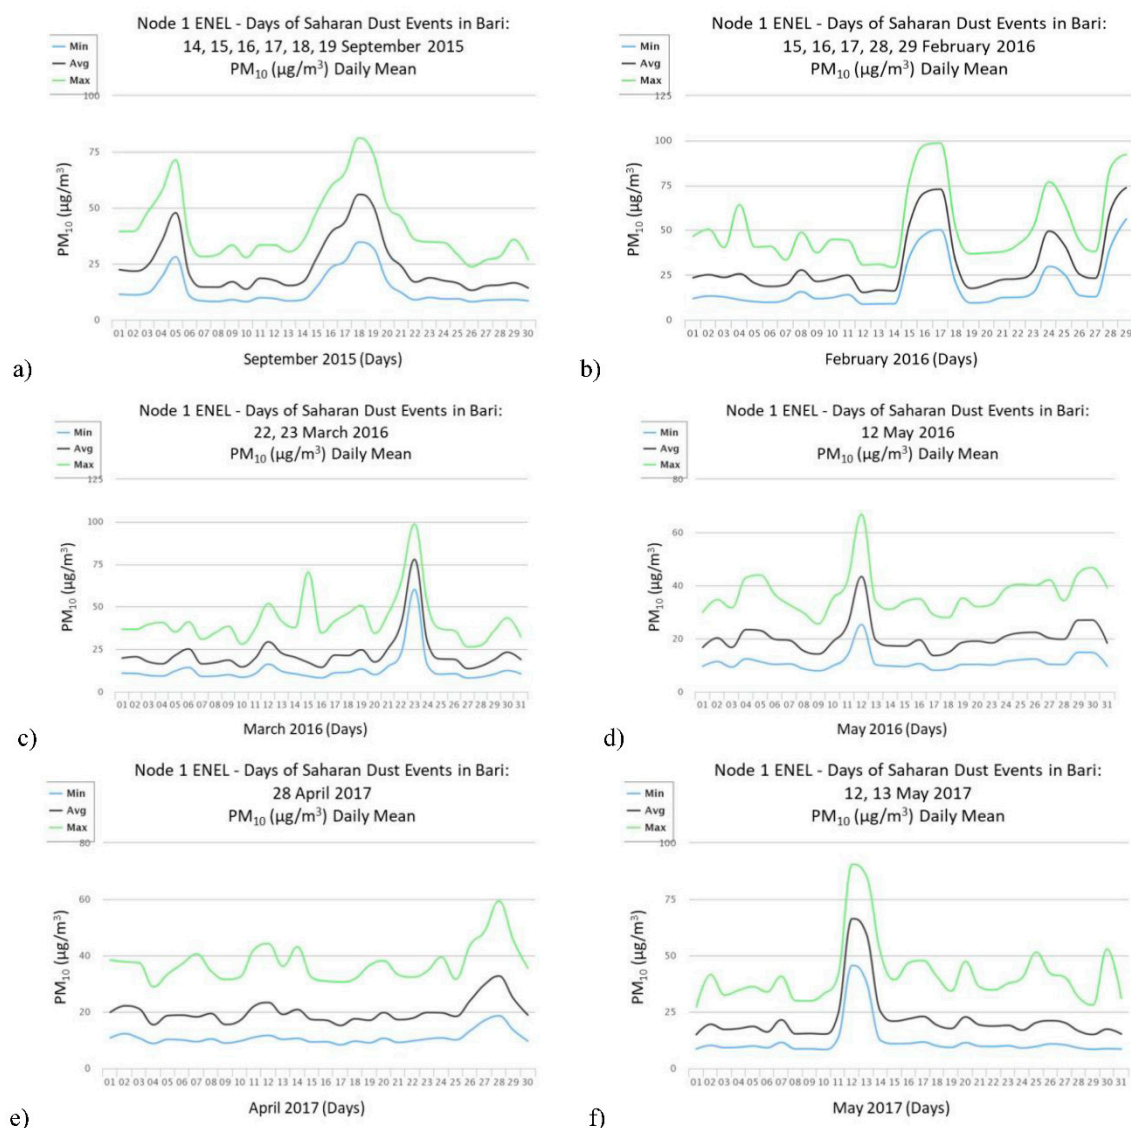 Node 1 ENEL - Days of Saharan Dust Events in Bari:
14, 15, 16, 17, 18, 19 September 2015
PM10 (µg/m3) Daily Mean
Min
Avg
Max
100
75
50
25
0
PM10 (µg/m3)
01 02 03 04 05 06 07 08 09 10 11 12 13 14 15 16 17 18 19 20 21 22 23 24 25 26 27 28 29 30
September 2015 (Days)
a)
Node 1 ENEL - Days of Saharan Dust Events in Bari:
15, 16, 17, 28, 29 February 2016
PM10 (µg/m3) Daily Mean
Min
Avg
Max
125
100
75
50
25
0
PM10 (µg/m3)
01 02 03 04 05 06 07 08 09 10 11 12 13 14 15 16 17 18 19 20 21 22 23 24 25 26 27 28 29
February 2016 (Days)
b)
Node 1 ENEL - Days of Saharan Dust Events in Bari:
22, 23 March 2016
PM10 (µg/m3) Daily Mean
Min
Avg
Max
125
100
75
50
25
0
PM10 (µg/m3)
01 02 03 04 05 06 07 08 09 10 11 12 13 14 15 16 17 18 19 20 21 22 23 24 25 26 27 28 29 30 31
March 2016 (Days)
c)
Node 1 ENEL - Days of Saharan Dust Events in Bari:
12 May 2016
PM10 (µg/m3) Daily Mean
Min
Avg
Max
80
60
40
20
0
PM10 (µg/m3)
01 02 03 04 05 06 07 08 09 10 11 12 13 14 15 16 17 18 19 20 21 22 23 24 25 26 27 28 29 30 31
May 2016 (Days)
d)
Node 1 ENEL - Days of Saharan Dust Events in Bari:
28 April 2017
PM10 (µg/m3) Daily Mean
Min
Avg
Max
80
60
40
20
0
PM10 (µg/m3)
01 02 03 04 05 06 07 08 09 10 11 12 13 14 15 16 17 18 19 20 21 22 23 24 25 26 27 28 29 30
April 2017 (Days)
e)
Node 1 ENEL - Days of Saharan Dust Events in Bari:
12, 13 May 2017
PM10 (µg/m3) Daily Mean
Min
Avg
Max
100
75
50
25
0
PM10 (µg/m3)
01 02 03 04 05 06 07 08 09 10 11 12 13 14 15 16 17 18 19 20 21 22 23 24 25 26 27 28 29 30 31
May 2017 (Days)
f)